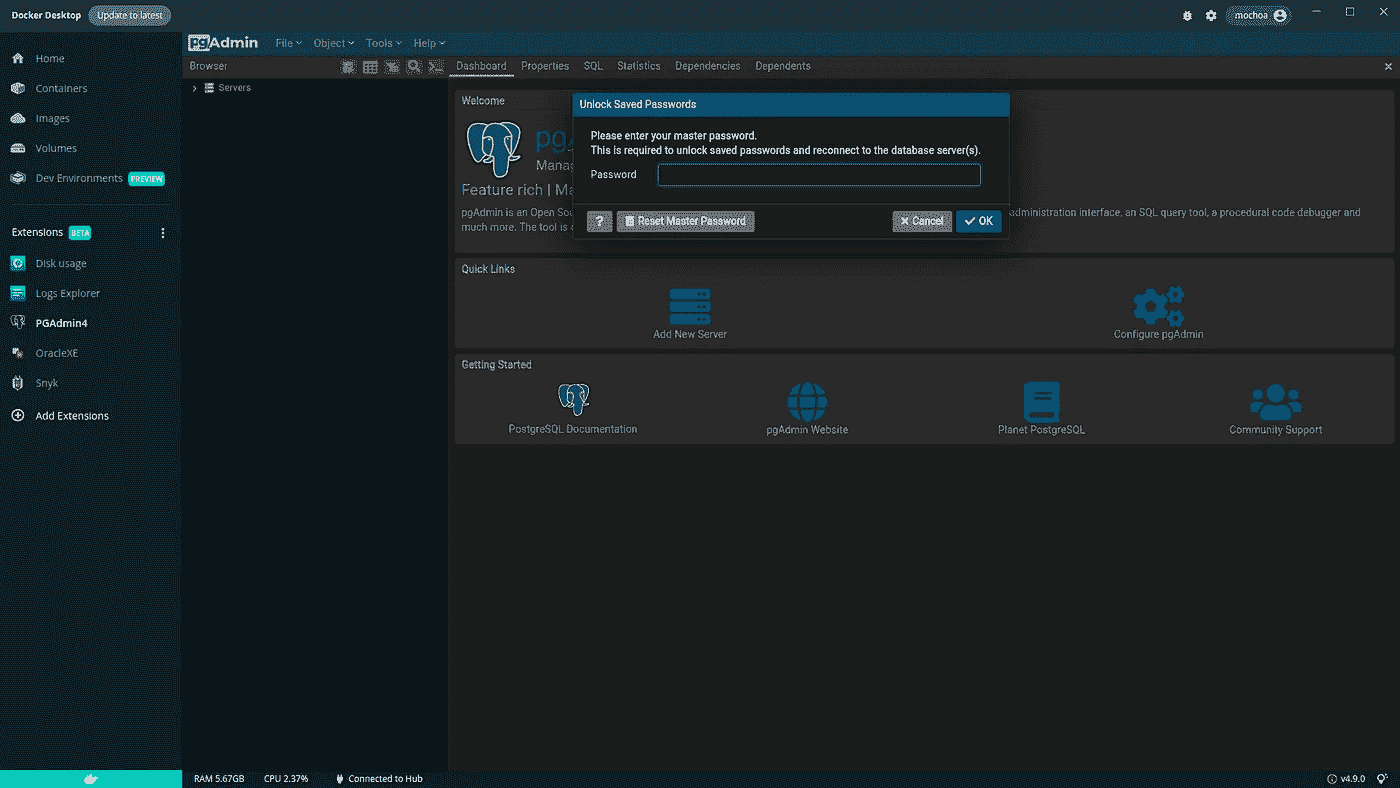 Docker Desktop Update to latest mochoa
Home
Containers
Images
Volumes
Dev Environments PREVIEW
Extensions BETA
Disk usage
Logs Explorer
PGAdmin4
OracleXE
Snyk
Add Extensions
pgAdmin File Object Tools Help
Browser Dashboard Properties SQL Statistics Dependencies Dependents
Servers
Welcome
Manag
Feature rich | Ma
pgAdmin is an Open Sou administration interface, an SQL query tool, a procedural code debugger and
much more. The tool is
Unlock Saved Passwords
Please enter your master password.
This is required to unlock saved passwords and reconnect to the database server(s).
Password
? Reset Master Password Cancel OK
Quick Links
Add New Server Configure pgAdmin
Getting Started
PostgreSQL Documentation pgAdmin Website Planet PostgreSQL Community Support
RAM 5.67GB CPU 2.37% Connected to Hub v4.9.0